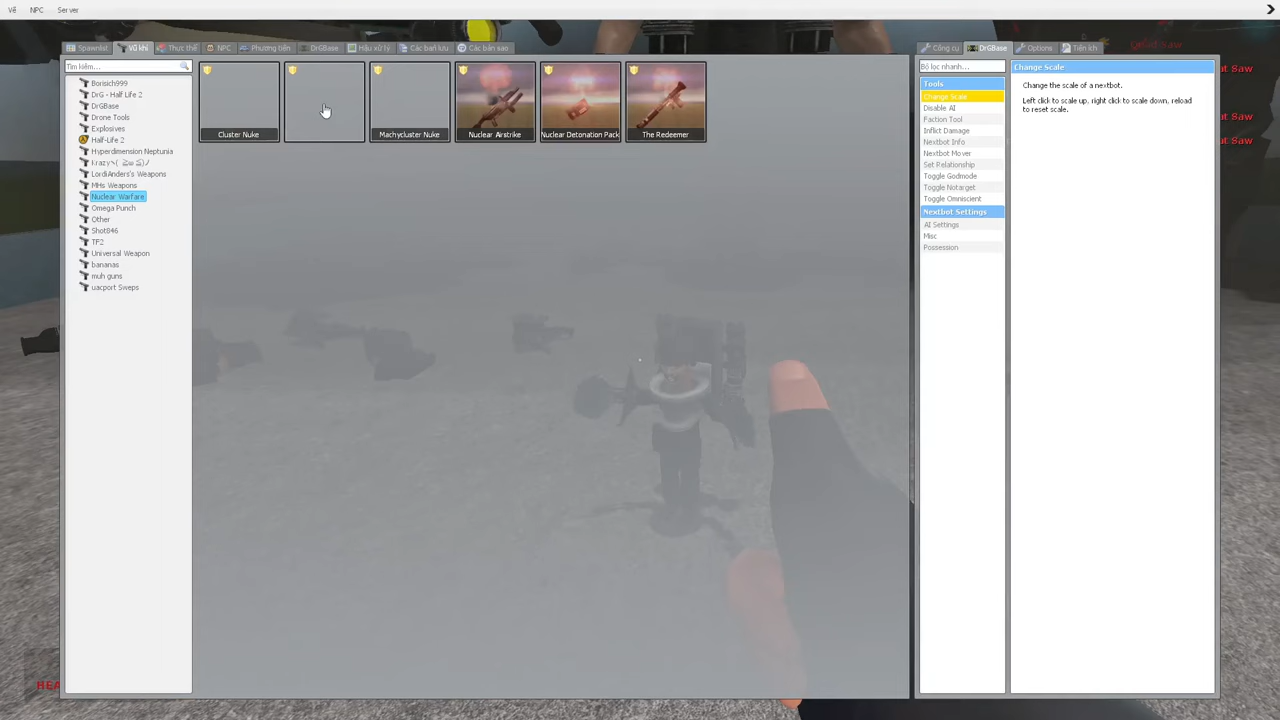 Vẽ NPC Server
Spawnlist Vũ khí Thực thể NPC Phương tiện DrGBase Hậu xử lý Các bản lưu Các bản sao
Tìm kiếm...
Borisich999
DrG - Half Life 2
DrGBase
Drone Tools
Explosives
Half-Life 2
Hyperdimension Neptunia
LordiAnders's Weapons
MHs Weapons
Nuclear Warfare
Omega Punch
Other
Shot846
TF2
Universal Weapon
bananas
muh guns
uacport Sweps
Cluster Nuke
Machycluster Nuke
Nuclear Airstrike
Nuclear Detonation Pack
The Redeemer
Công cụ DrGBase Options Tiện ích
Bộ lọc nhanh...
Tools
Change Scale
Disable AI
Faction Tool
Inflict Damage
Nextbot Info
Nextbot Mover
Set Relationship
Toggle Godmode
Toggle Notarget
Toggle Omniscient
Nextbot Settings
AI Settings
Misc
Possession
Change Scale
Change the scale of a nextbot.
Left click to scale up, right click to scale down, reload
to reset scale.
Saw
ut Saw
ut Saw
HEA